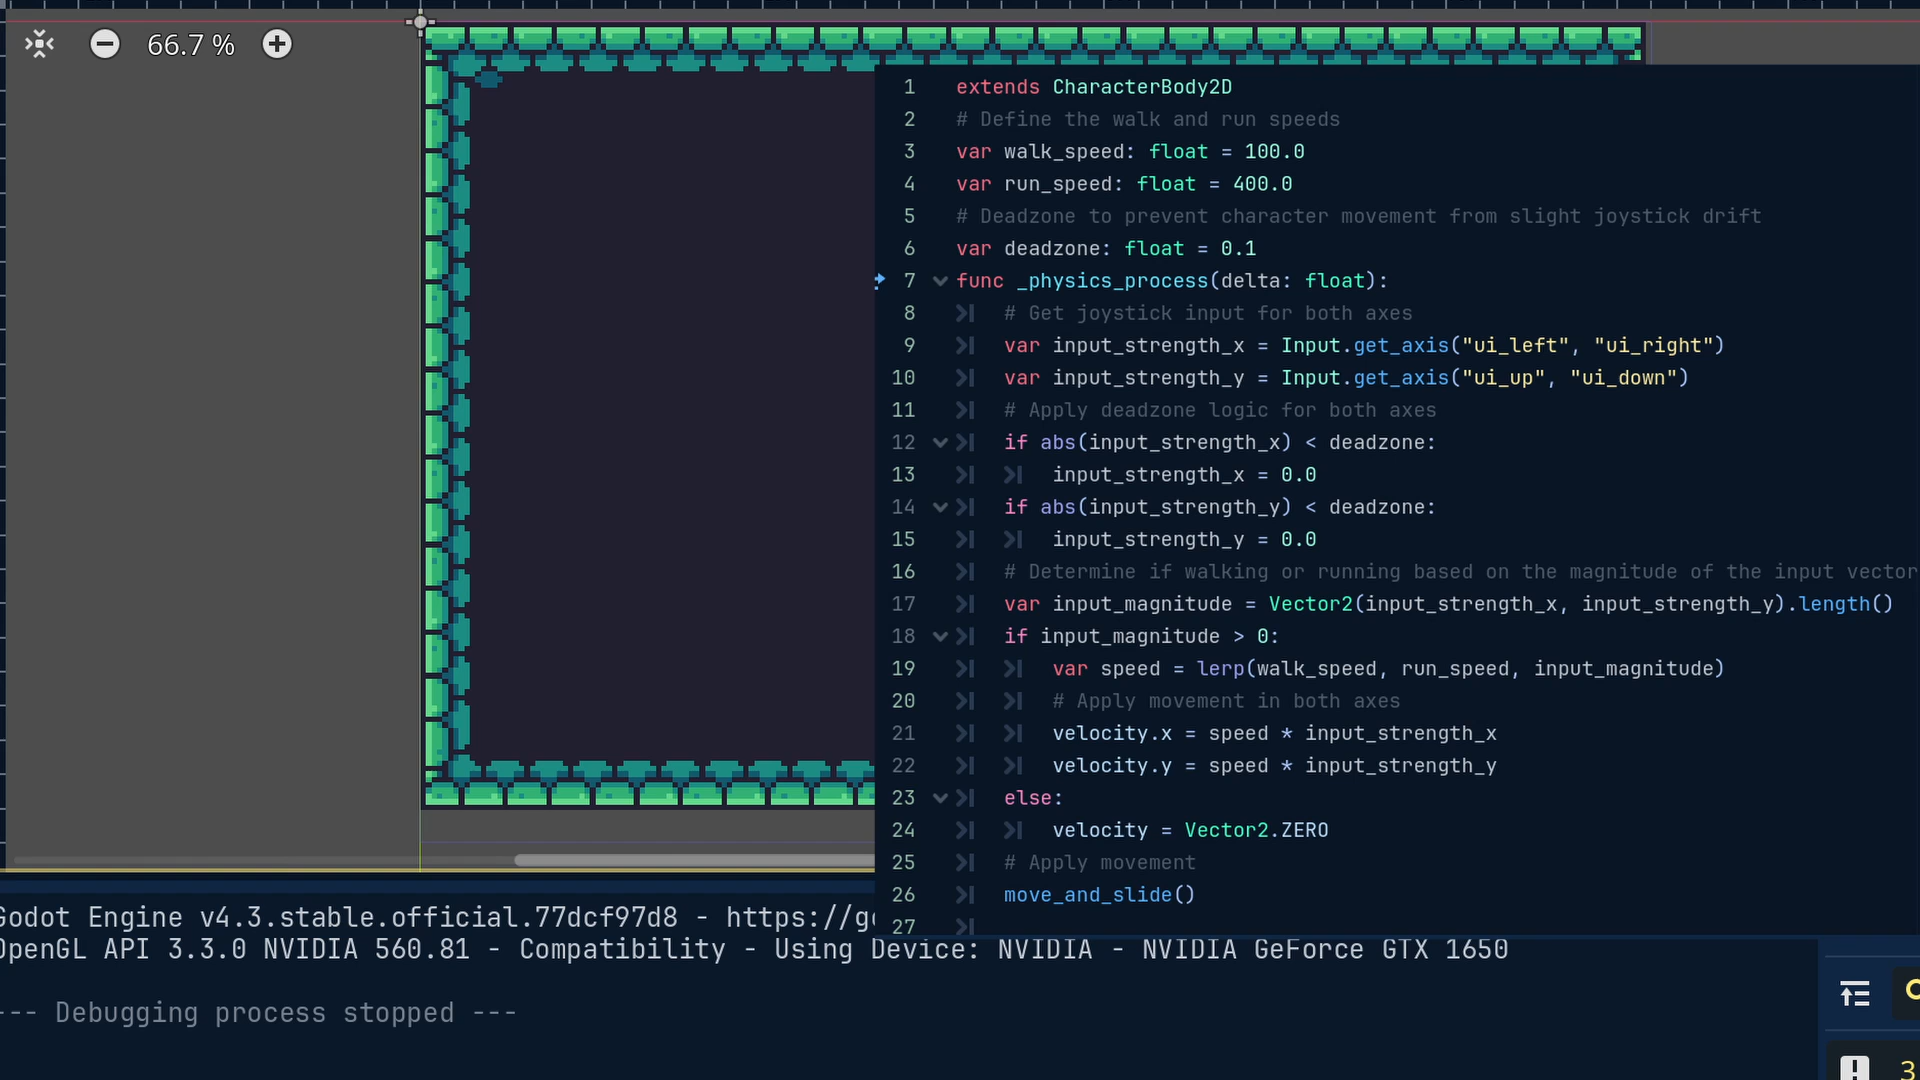 66.7 %
1 extends CharacterBody2D
2 # Define the walk and run speeds
3 var walk_speed: float = 100.0
4 var run_speed: float = 400.0
5 # Deadzone to prevent character movement from slight joystick drift
6 var deadzone: float = 0.1
7 func _physics_process(delta: float):
8 # Get joystick input for both axes
9 var input_strength_x = Input.get_axis("ui_left", "ui_right")
10 var input_strength_y = Input.get_axis("ui_up", "ui_down")
11 # Apply deadzone logic for both axes
12 if abs(input_strength_x) < deadzone:
13 input_strength_x = 0.0
14 if abs(input_strength_y) < deadzone:
15 input_strength_y = 0.0
16 # Determine if walking or running based on the magnitude of the input vector
17 var input_magnitude = Vector2(input_strength_x, input_strength_y).length()
18 if input_magnitude > 0:
19 var speed = lerp(walk_speed, run_speed, input_magnitude)
20 # Apply movement in both axes
21 velocity.x = speed * input_strength_x
22 velocity.y = speed * input_strength_y
23 else:
24 velocity = Vector2.ZERO
25 # Apply movement
26 move_and_slide()
27
Godot Engine v4.3.stable.official.77dcf97d8 - https://go
OpenGL API 3.3.0 NVIDIA 560.81 - Compatibility - Using Device: NVIDIA - NVIDIA GeForce GTX 1650
--- Debugging process stopped ---
3